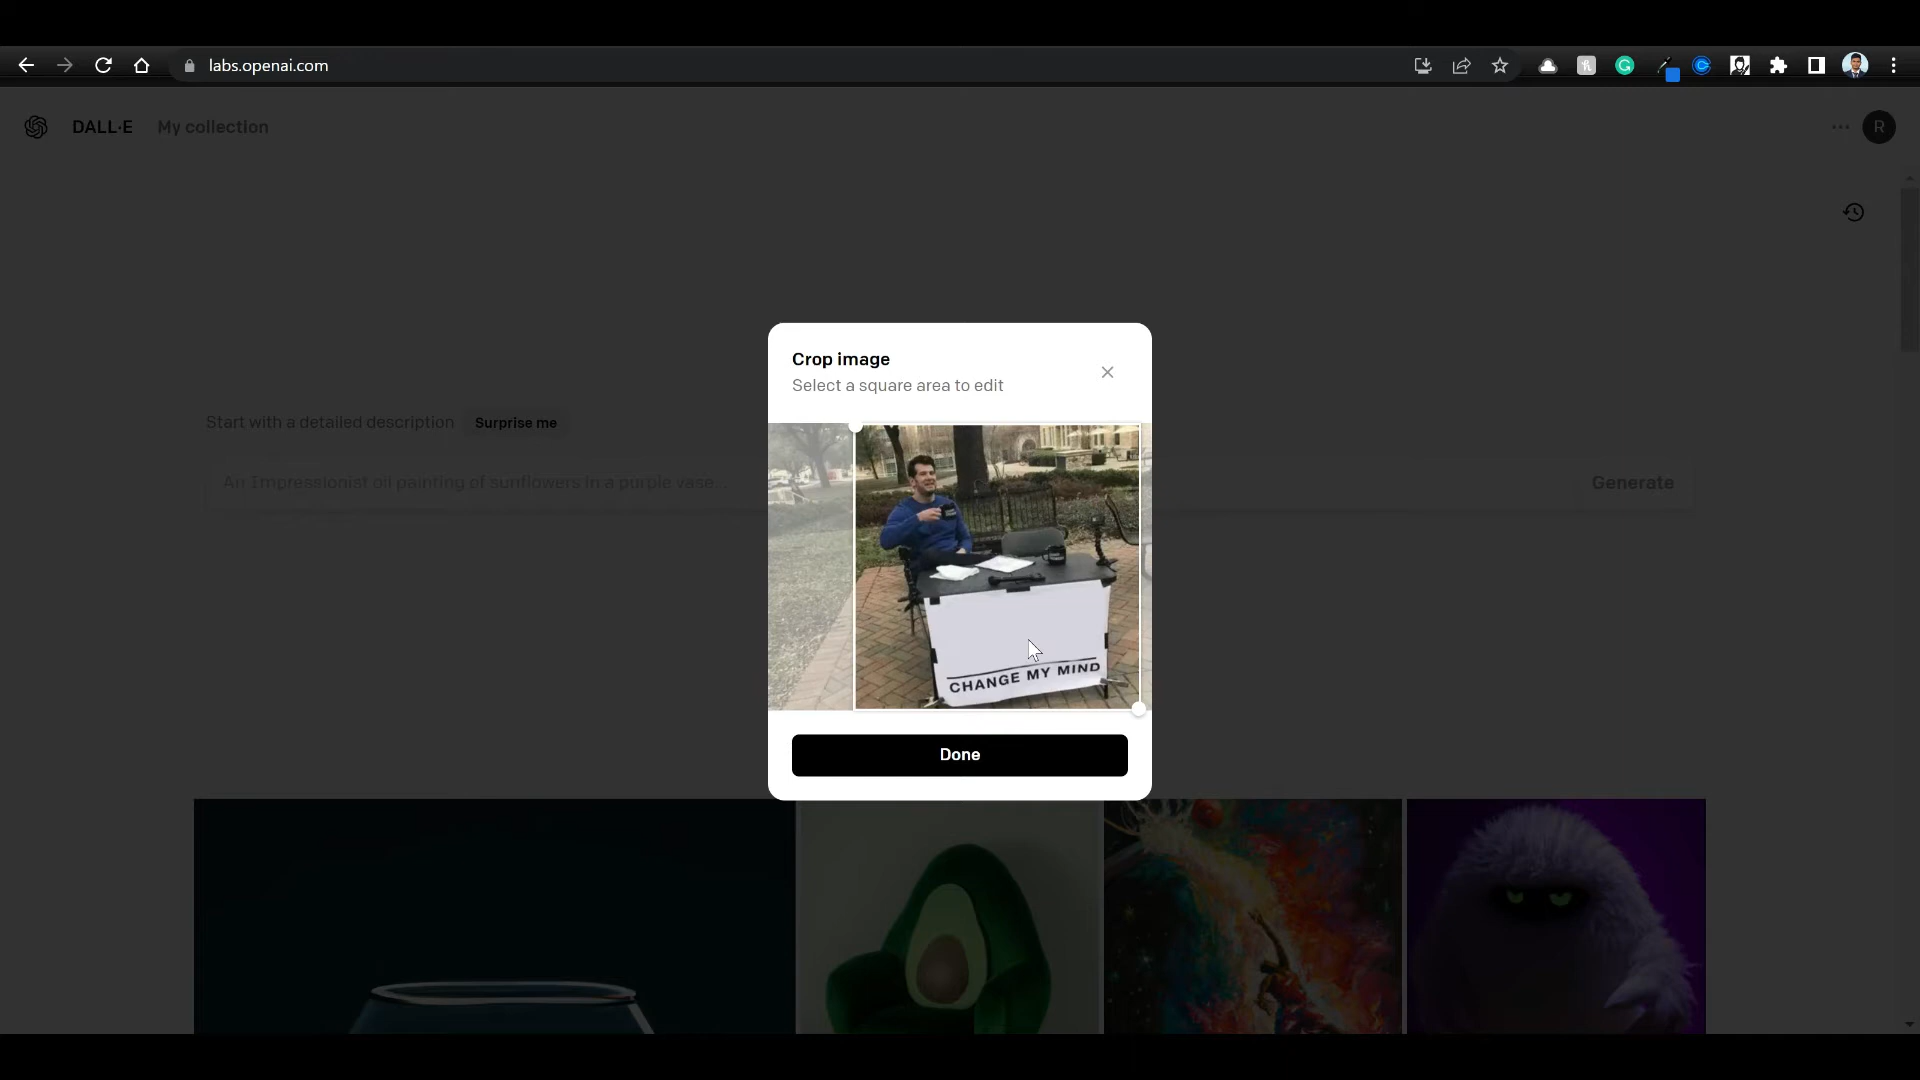 labs.openai.com
DALL·E My collection
R
Crop image
Select a square area to edit
Start with a detailed description Surprise me
An Impressionist oil painting of sunflowers in a purple vase... Generate
CHANGE MY MIND
Done